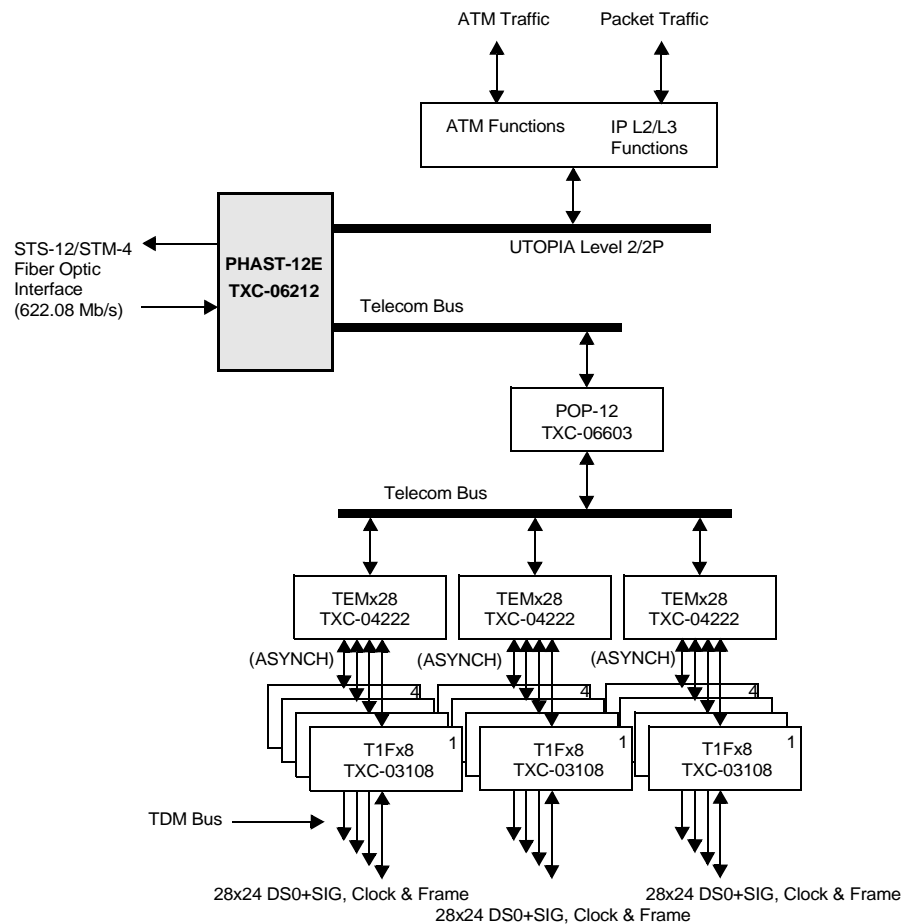 ATM Traffic
Packet Traffic
ATM Functions
IP L2/L3
Functions
UTOPIA Level 2/2P
STS-12/STM-4
Fiber Optic
Interface
(622.08 Mb/s)
PHAST-12E
TXC-06212
Telecom Bus
POP-12
TXC-06603
Telecom Bus
TEMx28
TXC-04222
TEMx28
TXC-04222
TEMx28
TXC-04222
(ASYNCH)
(ASYNCH)
(ASYNCH)
4
4
4
1
T1Fx8
TXC-03108
1
T1Fx8
TXC-03108
1
T1Fx8
TXC-03108
TDM Bus
28x24 DS0+SIG, Clock & Frame
28x24 DS0+SIG, Clock & Frame
28x24 DS0+SIG, Clock & Frame